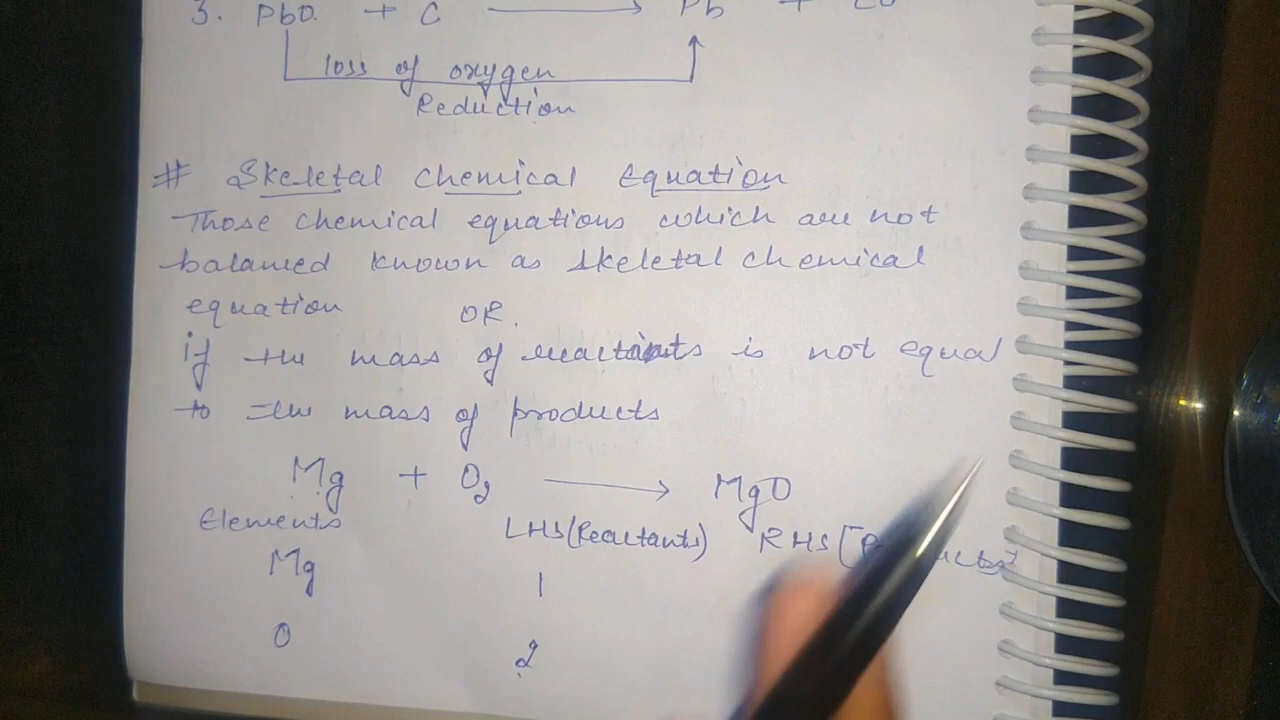 3. PbO + C → Pb + CO
loss of oxygen
Reduction
# Skeletal chemical Equation
Those chemical equations which are not
balanced known as skeletal chemical
equation OR.
if the mass of reactants is not equal
to the mass of products
Mg + O2 → MgO
Elements LHS(Reactants) RHS
Mg 1
O 2